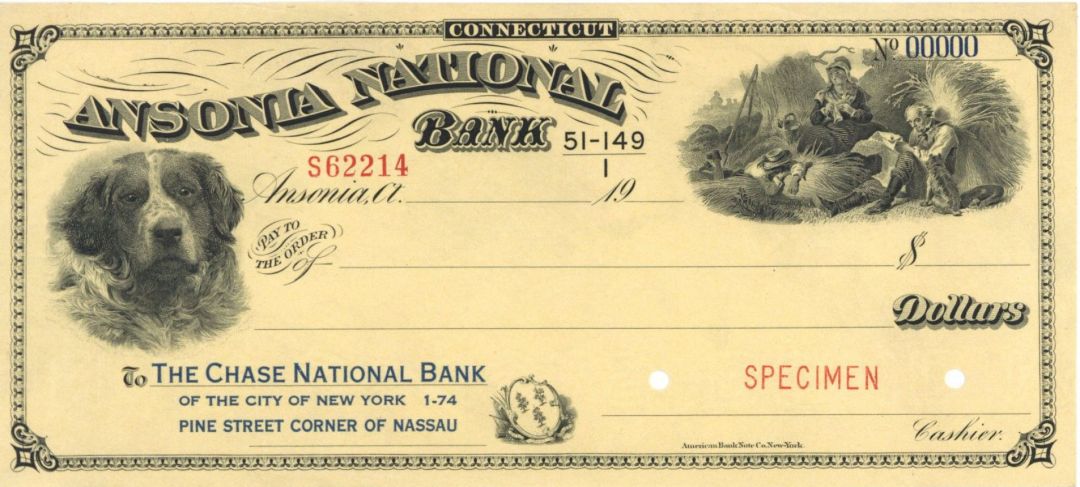 CONNECTICUT
Nº 00000
ANSONIA NATIONAL
BANK
51-149
1
S62214
Ansonia, Ct. 19
PAY TO
THE ORDER
of $
Dollars
To THE CHASE NATIONAL BANK
OF THE CITY OF NEW YORK 1-74
PINE STREET CORNER OF NASSAU
SPECIMEN
Cashier.
American Bank Note Co. New-York.